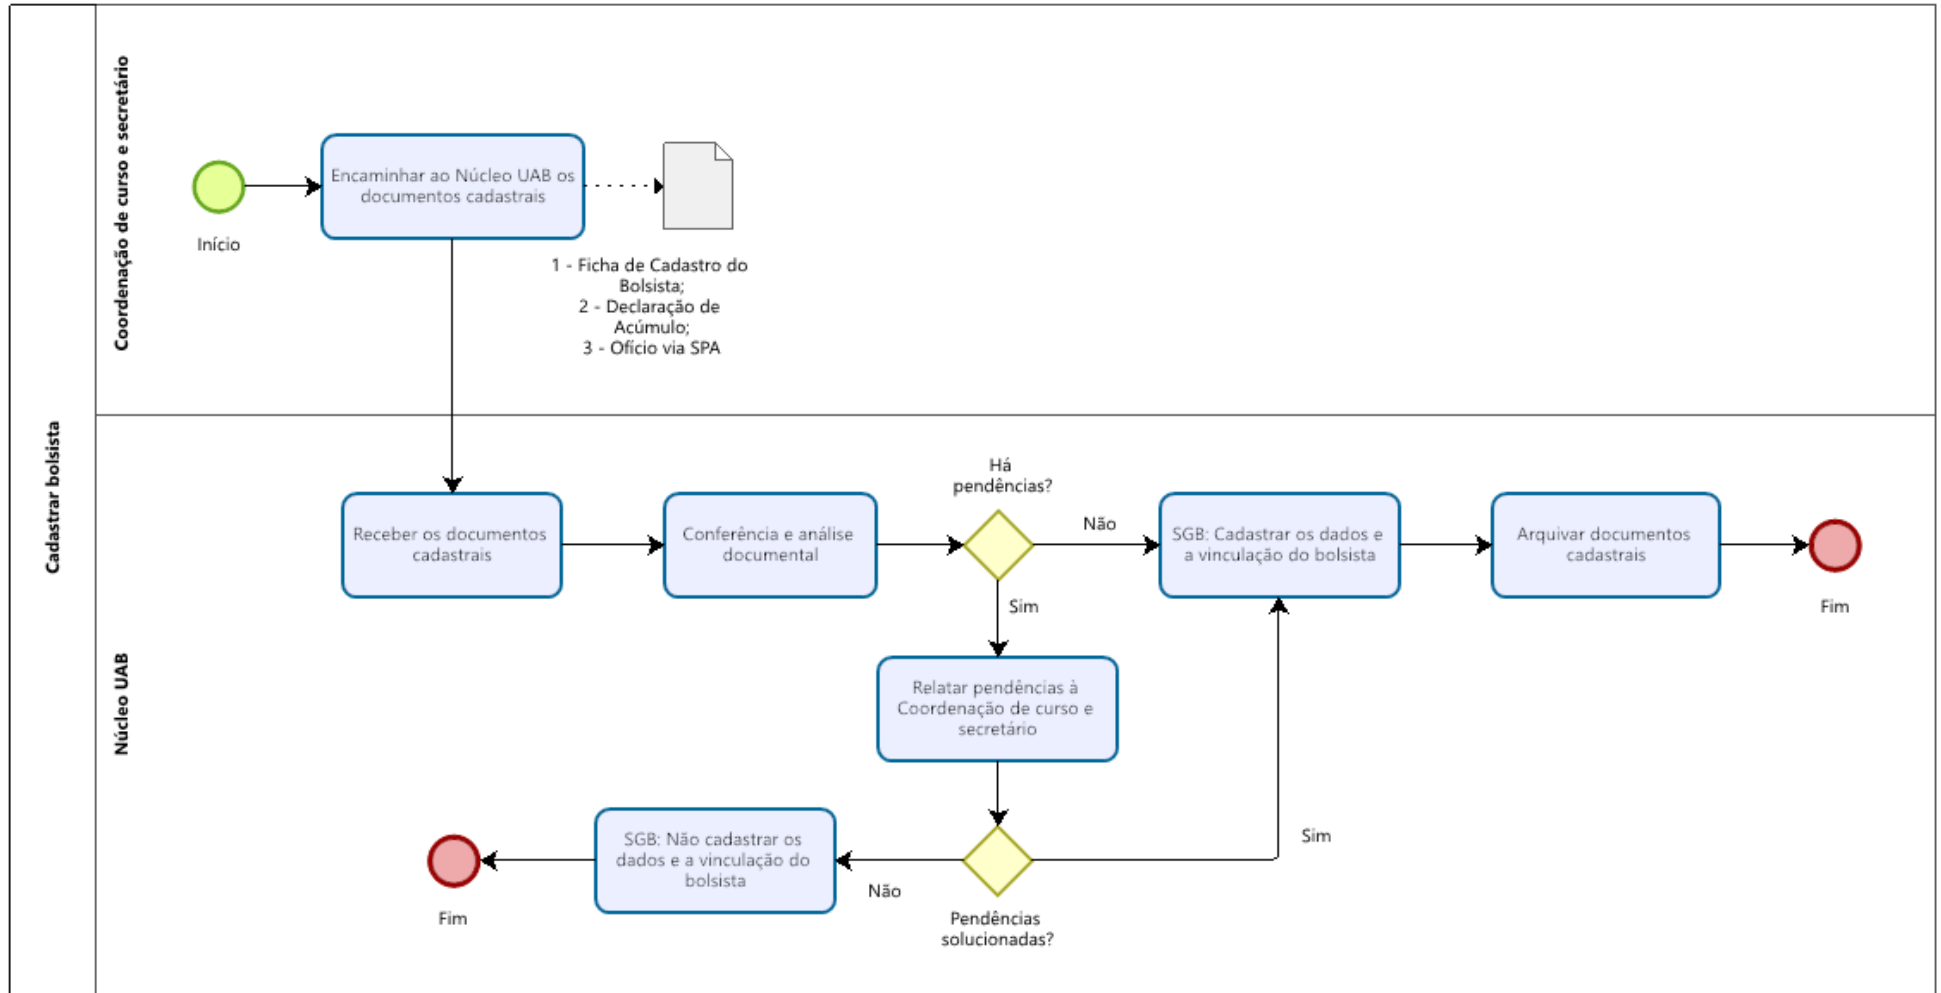 Cadastrar bolsista
Coordenação de curso e secretário
Início
Encaminhar ao Núcleo UAB os
documentos cadastrais
1 - Ficha de Cadastro do
Bolsista;
2 - Declaração de
Acúmulo;
3 - Ofício via SPA
Núcleo UAB
Receber os documentos
cadastrais
Conferência e análise
documental
Há
pendências?
Não
SGB: Cadastrar os dados e
a vinculação do bolsista
Arquivar documentos
cadastrais
Fim
Sim
Relatar pendências à
Coordenação de curso e
secretário
Pendências
solucionadas?
Sim
Não
SGB: Não cadastrar os
dados e a vinculação do
bolsista
Fim